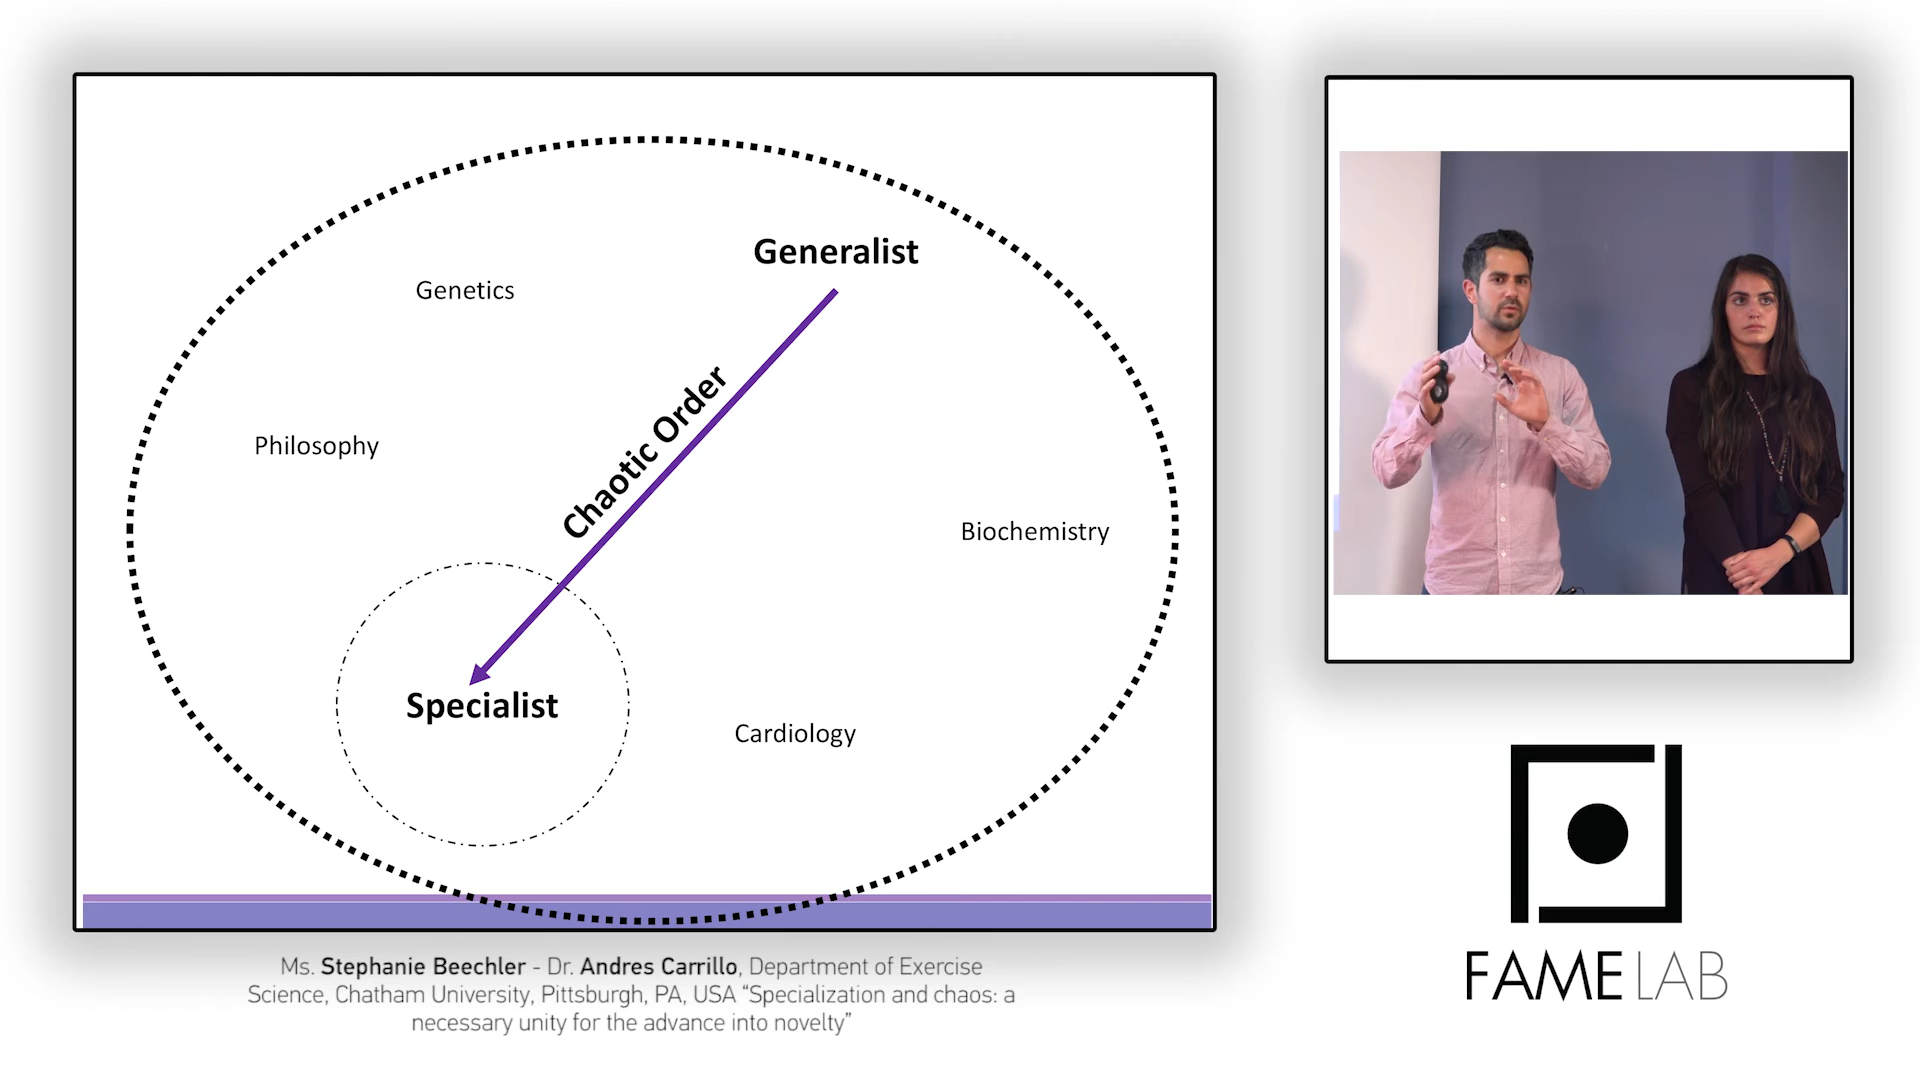 Generalist
Genetics
Chaotic Order
Philosophy
Biochemistry
Specialist
Cardiology
Ms. Stephanie Beechler - Dr. Andres Carrillo, Department of Exercise
Science, Chatham University, Pittsburgh, PA, USA “Specialization and chaos: a
necessary unity for the advance into novelty”
FAME LAB